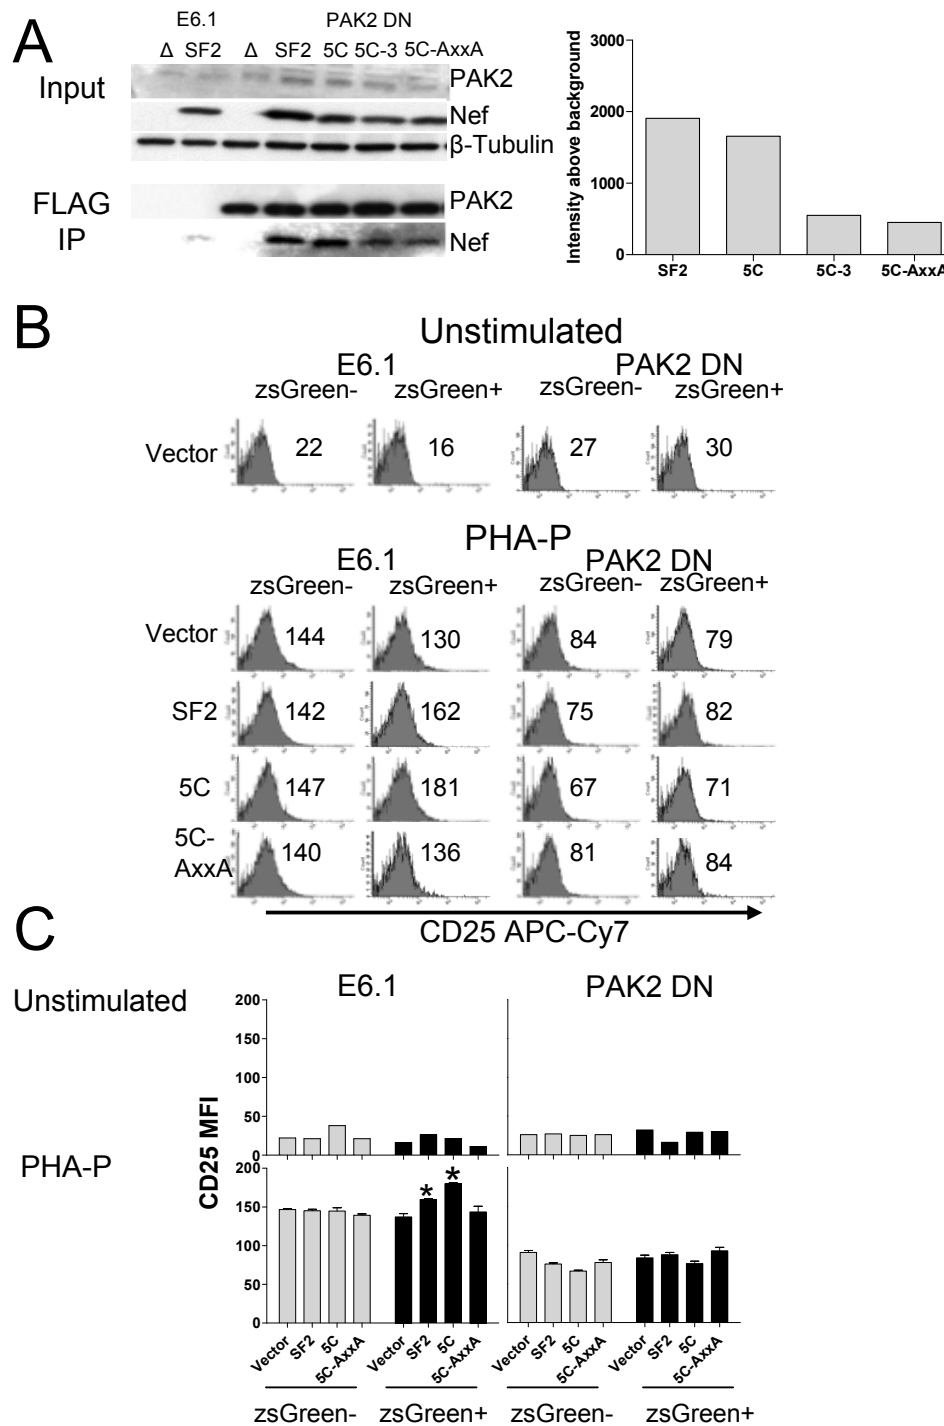 A
E6.1 PAK2 DN
Δ SF2 Δ SF2 5C 5C-3 5C-AxxA
Input
PAK2
Nef
β-Tubulin
FLAG
IP
PAK2
Nef
Intensity above background
3000
2000
1000
0
SF2 5C 5C-3 5C-AxxA
B
Unstimulated
E6.1 PAK2 DN
zsGreen- zsGreen+ zsGreen- zsGreen+
Vector 22 16 27 30
PHA-P
E6.1 PAK2 DN
zsGreen- zsGreen+ zsGreen- zsGreen+
Vector 144 130 84 79
SF2 142 162 75 82
5C 147 181 67 71
5C-
AxxA 140 136 81 84
CD25 APC-Cy7
C
E6.1 PAK2 DN
Unstimulated
PHA-P
CD25 MFI
200
150
100
50
0
200
150
100
50
0
* *
Vector SF2 5C 5C-AxxA Vector SF2 5C 5C-AxxA Vector SF2 5C 5C-AxxA Vector SF2 5C 5C-AxxA
zsGreen- zsGreen+ zsGreen- zsGreen+